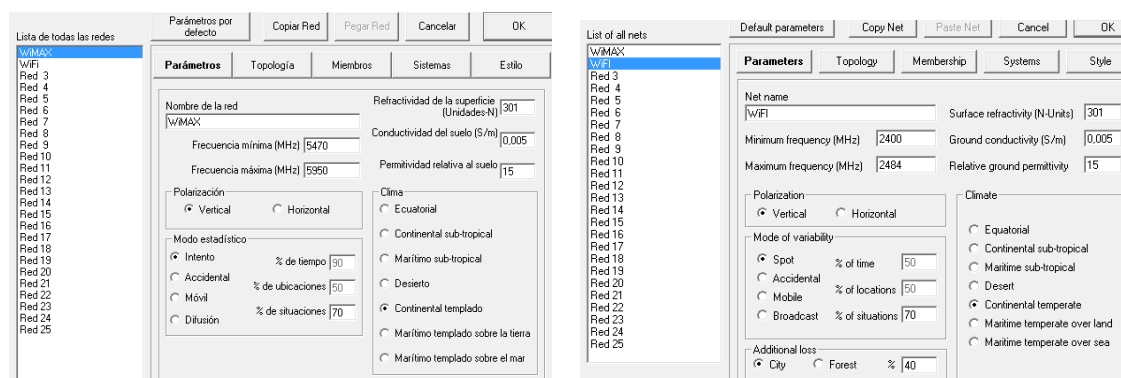 Parámetros por
defecto
Copiar Red
Pegar Red
Cancelar
OK
Lista de todas las redes
WiMAX
WiFi
Red 3
Red 4
Red 5
Red 6
Red 7
Red 8
Red 9
Red 10
Red 11
Red 12
Red 13
Red 14
Red 15
Red 16
Red 17
Red 18
Red 19
Red 20
Red 21
Red 22
Red 23
Red 24
Red 25
Parámetros
Topología
Miembros
Sistemas
Estilo
Nombre de la red
WiMAX
Frecuencia mínima (MHz) 5470
Frecuencia máxima (MHz) 5950
Refractividad de la superficie
(Unidades-N) 301
Conductividad del suelo (S/m) 0,005
Permitividad relativa al suelo 15
Polarización
Vertical
Horizontal
Modo estadístico
Intento
Accidental
Móvil
Difusión
% de tiempo 90
% de ubicaciones 50
% de situaciones 70
Clima
Ecuatorial
Continental sub-tropical
Marítimo sub-tropical
Desierto
Continental templado
Marítimo templado sobre la tierra
Marítimo templado sobre el mar
Default parameters
Copy Net
Paste Net
Cancel
OK
List of all nets
WiMAX
WiFI
Red 3
Red 4
Red 5
Red 6
Red 7
Red 8
Red 9
Red 10
Red 11
Red 12
Red 13
Red 14
Red 15
Red 16
Red 17
Red 18
Red 19
Red 20
Red 21
Red 22
Red 23
Red 24
Red 25
Parameters
Topology
Membership
Systems
Style
Net name
WiFI
Minimum frequency (MHz) 2400
Maximum frequency (MHz) 2484
Surface refractivity (N-Units) 301
Ground conductivity (S/m) 0,005
Relative ground permittivity 15
Polarization
Vertical
Horizontal
Mode of variability
Spot
Accidental
Mobile
Broadcast
% of time 50
% of locations 50
% of situations 70
Additional loss
City
Forest
% 40
Climate
Equatorial
Continental sub-tropical
Maritime sub-tropical
Desert
Continental temperate
Maritime temperate over land
Maritime temperate over sea